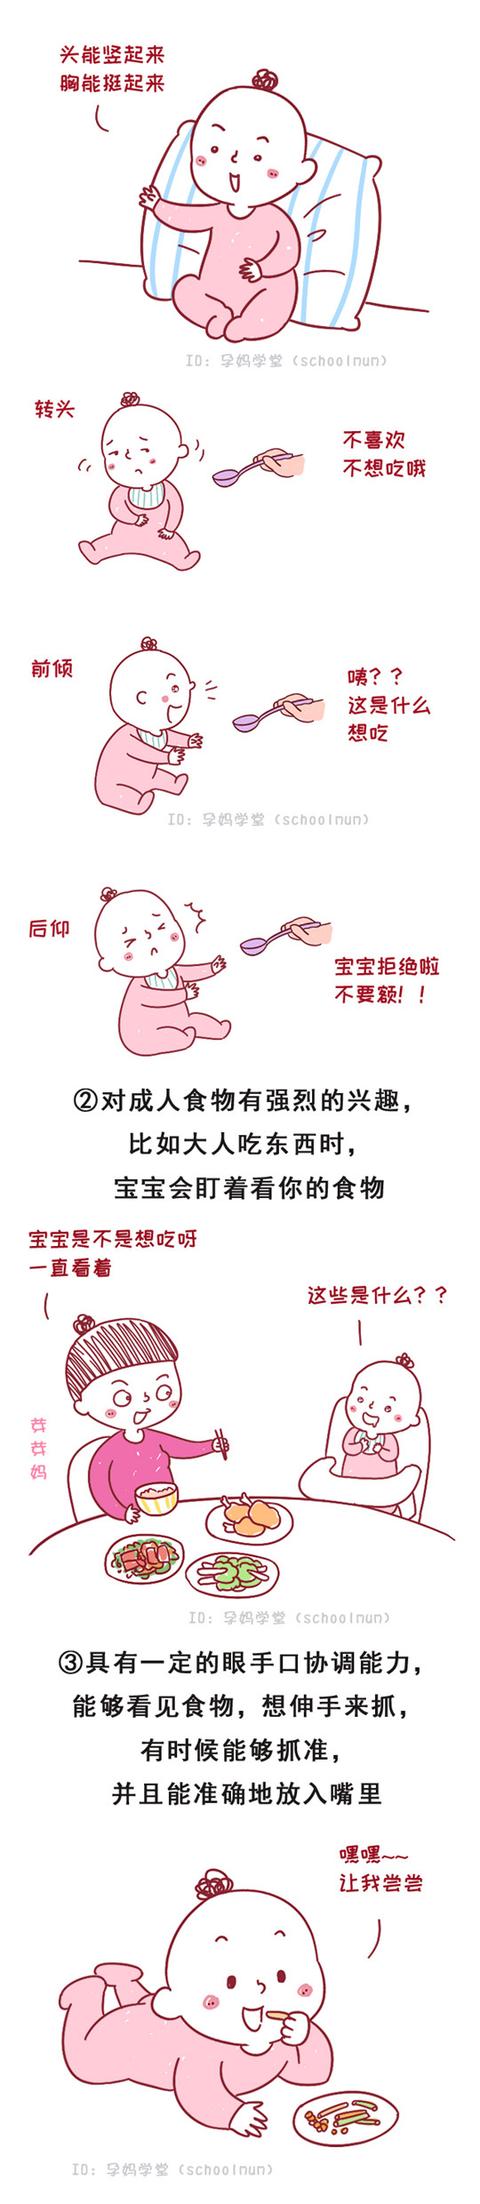 头能竖起来
胸能挺起来
ID：孕妈学堂（schoolnun）
转头
不喜欢
不想吃哦
前倾
咦？？
这是什么
想吃
ID：孕妈学堂（schoolnun）
后仰
宝宝拒绝啦
不要额！！
②对成人食物有强烈的兴趣，
比如大人吃东西时，
宝宝会盯着看你的食物
宝宝是不是想吃呀
一直看着
这些是什么？？
芽芽妈
ID：孕妈学堂（schoolnun）
③具有一定的眼手口协调能力，
能够看见食物，想伸手来抓，
有时候能够抓准，
并且能准确地放入嘴里
嘿嘿~~
让我尝尝
ID：孕妈学堂（schoolnun）